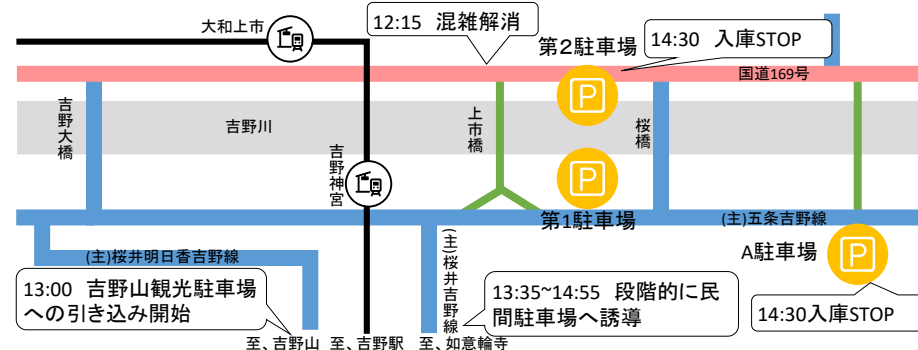 大和上市
12:15 混雑解消
第2駐車場
14:30 入庫STOP
P
国道169号
吉野大橋
吉野川
上市橋
桜橋
吉野神宮
P
第1駐車場
(主)五条吉野線
(主)桜井明日香吉野線
(主)桜井吉野線
A駐車場
P
13:00 吉野山観光駐車場
への引き込み開始
13:35~14:55 段階的に民
間駐車場へ誘導
14:30入庫STOP
至、吉野山
至、吉野駅
至、如意輪寺